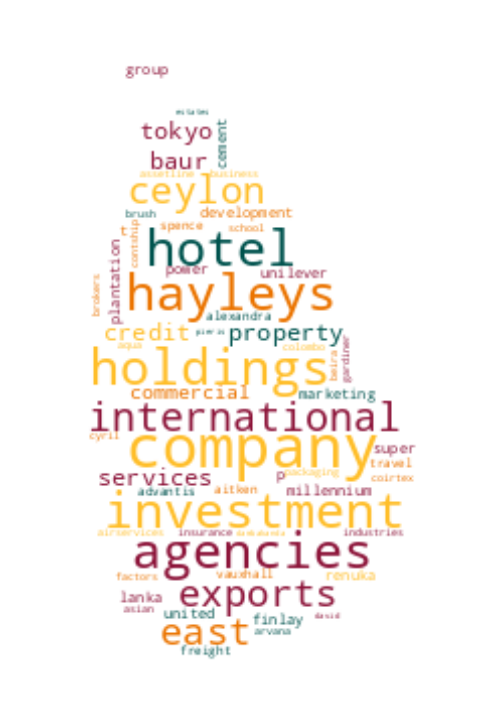 group
estates
tokyo
cement
baur
assetline business
ceylon
brush development
t contship spence school
hotel
plantation power unilever
brokers hayleys
alexandra
credit pieris property
aqua colombo
holdings beira gardiner
commercial marketing
international
cyril company super
travel
services p packaging coirtex
advantis aitken millennium
investment
airservices insurance industries
agencies
factors vauxhall renuka
lanka exports
asian united david
east finlay
arvana
freight